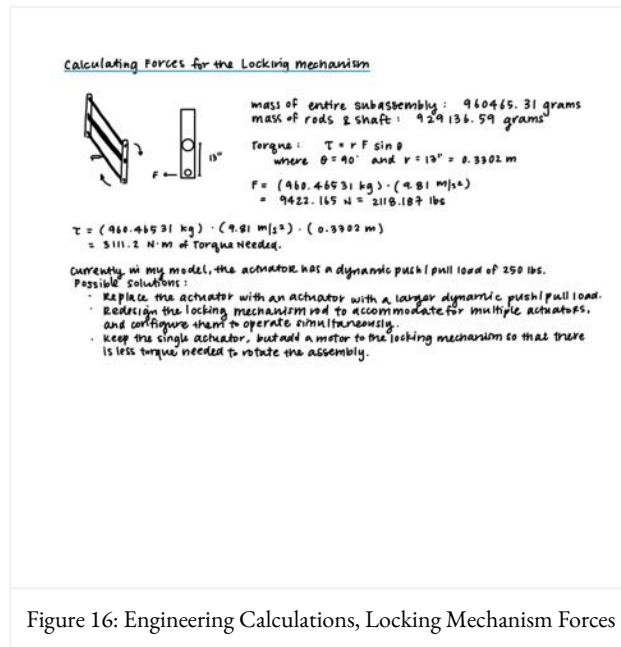 Calculating Forces for the Locking mechanism
mass of entire subassembly : 960465.31 grams
mass of rods & shaft : 929136.59 grams
Torque : T = r F sin θ
where θ = 90° and r = 13" = 0.3302 m
13"
F
F = (960.46531 kg) · (9.81 m/s²)
= 9422.165 N = 2118.187 lbs
τ = (960.46531 kg) · (9.81 m/s²) · (0.3302 m)
= 3111.2 N·m of Torque Needed.
Currently in my model, the actuator has a dynamic push/pull load of 250 lbs.
Possible Solutions :
· Replace the actuator with an actuator with a larger dynamic push/pull load.
· Redesign the locking mechanism rod to accommodate for multiple actuators,
and configure them to operate simultaneously.
· Keep the single actuator, but add a motor to the locking mechanism so that there
is less torque needed to rotate the assembly.
Figure 16: Engineering Calculations, Locking Mechanism Forces